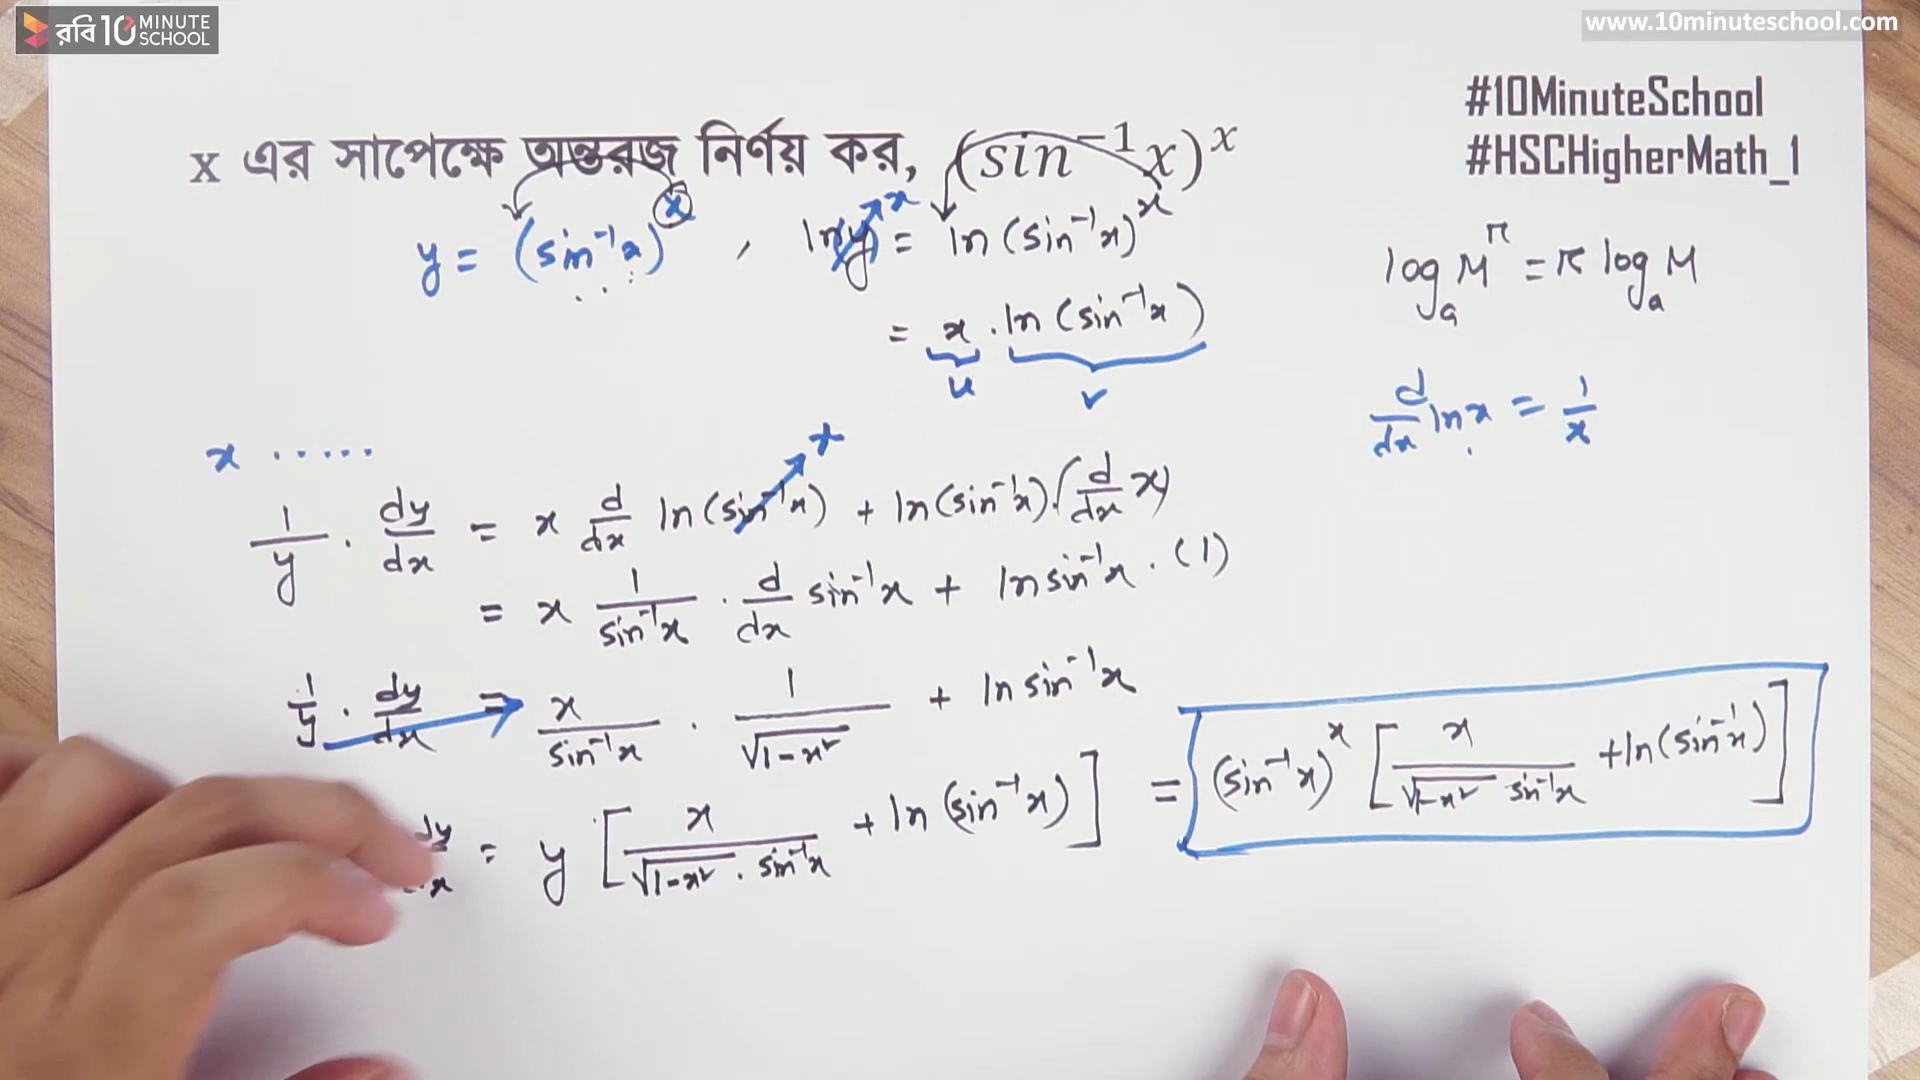 রবি 10 MINUTE SCHOOL
www.10minuteschool.com
#10MinuteSchool
#HSCHigherMath_1
x এর সাপেক্ষে অন্তরজ নির্ণয় কর, (sin⁻¹x)ˣ
y = (sin⁻¹x)ˣ , ln y = ln (sin⁻¹x)ˣ
= x · ln (sin⁻¹x)
u v
logₐ Mʳ = r logₐ M
d/dx ln x = 1/x
x .....
1/y · dy/dx = x d/dx ln (sin⁻¹x) + ln (sin⁻¹x) · (d/dx x)
= x 1/sin⁻¹x · d/dx sin⁻¹x + ln sin⁻¹x · (1)
1/y · dy/dx = x/sin⁻¹x · 1/√1-x² + ln sin⁻¹x
dy/dx = y [x/√1-x² · sin⁻¹x + ln (sin⁻¹x)] = (sin⁻¹x)ˣ [x/√1-x² sin⁻¹x + ln (sin⁻¹x)]